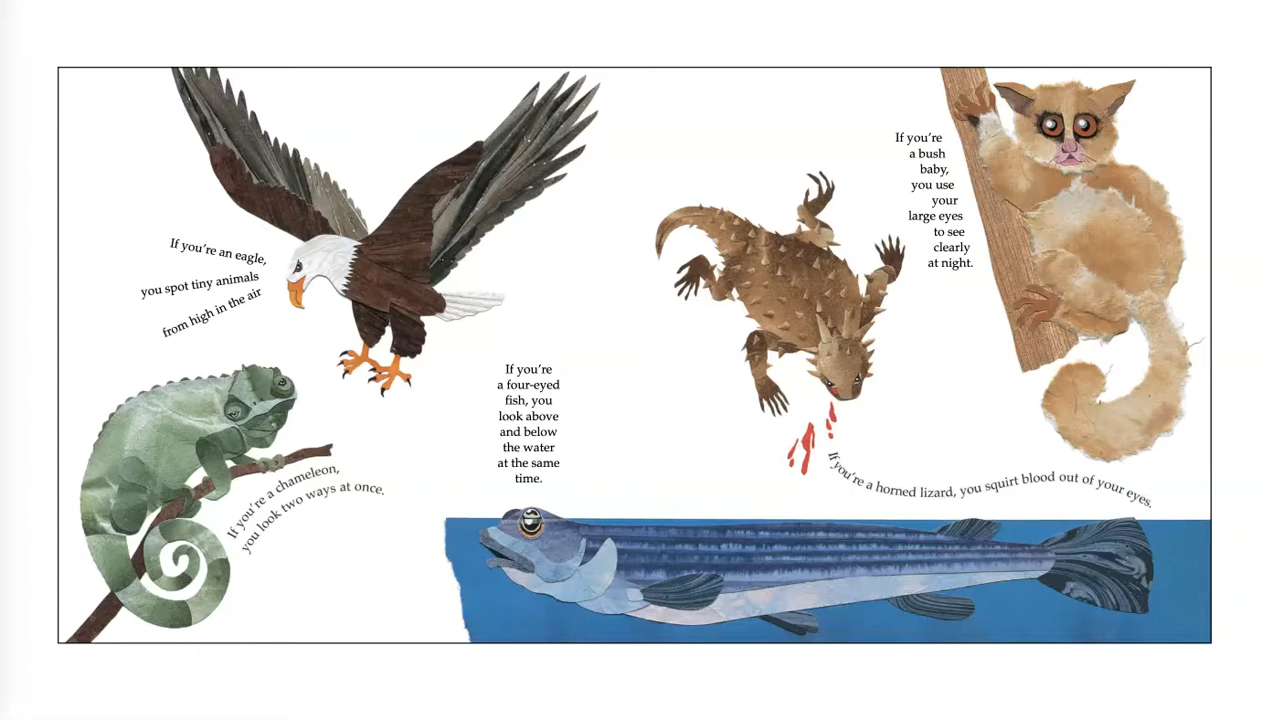 If you're an eagle,
you spot tiny animals
from high in the air
If you're a chameleon,
you look two ways at once.
If you're
a four-eyed
fish, you
look above
and below
the water
at the same
time.
If you're a horned lizard, you squirt blood out of your eyes.
If you're
a bush
baby,
you use
your
large eyes
to see
clearly
at night.